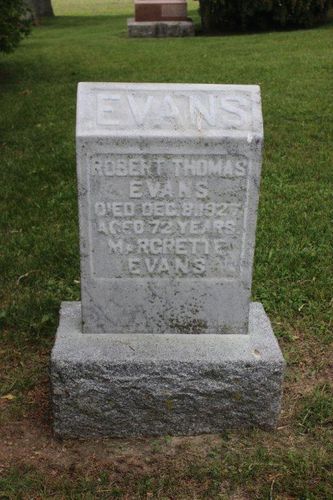 EVANS
ROBERT THOMAS
EVANS
DIED DEC. 8, 1927
AGED 72 YEARS
MARGRETTE
EVANS